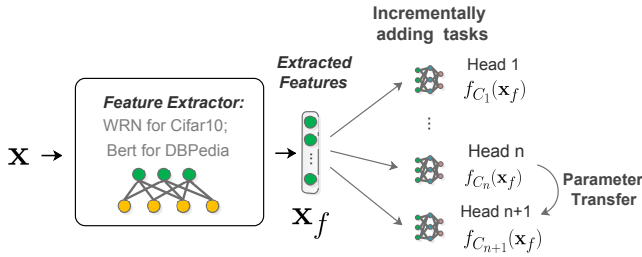 Incrementally
adding tasks
Extracted
Features
Feature Extractor:
WRN for Cifar10;
Bert for DBPedia
x
x_f
Head 1
f_{C_1}(x_f)
...
Head n
f_{C_n}(x_f)
Head n+1
f_{C_{n+1}}(x_f)
Parameter
Transfer